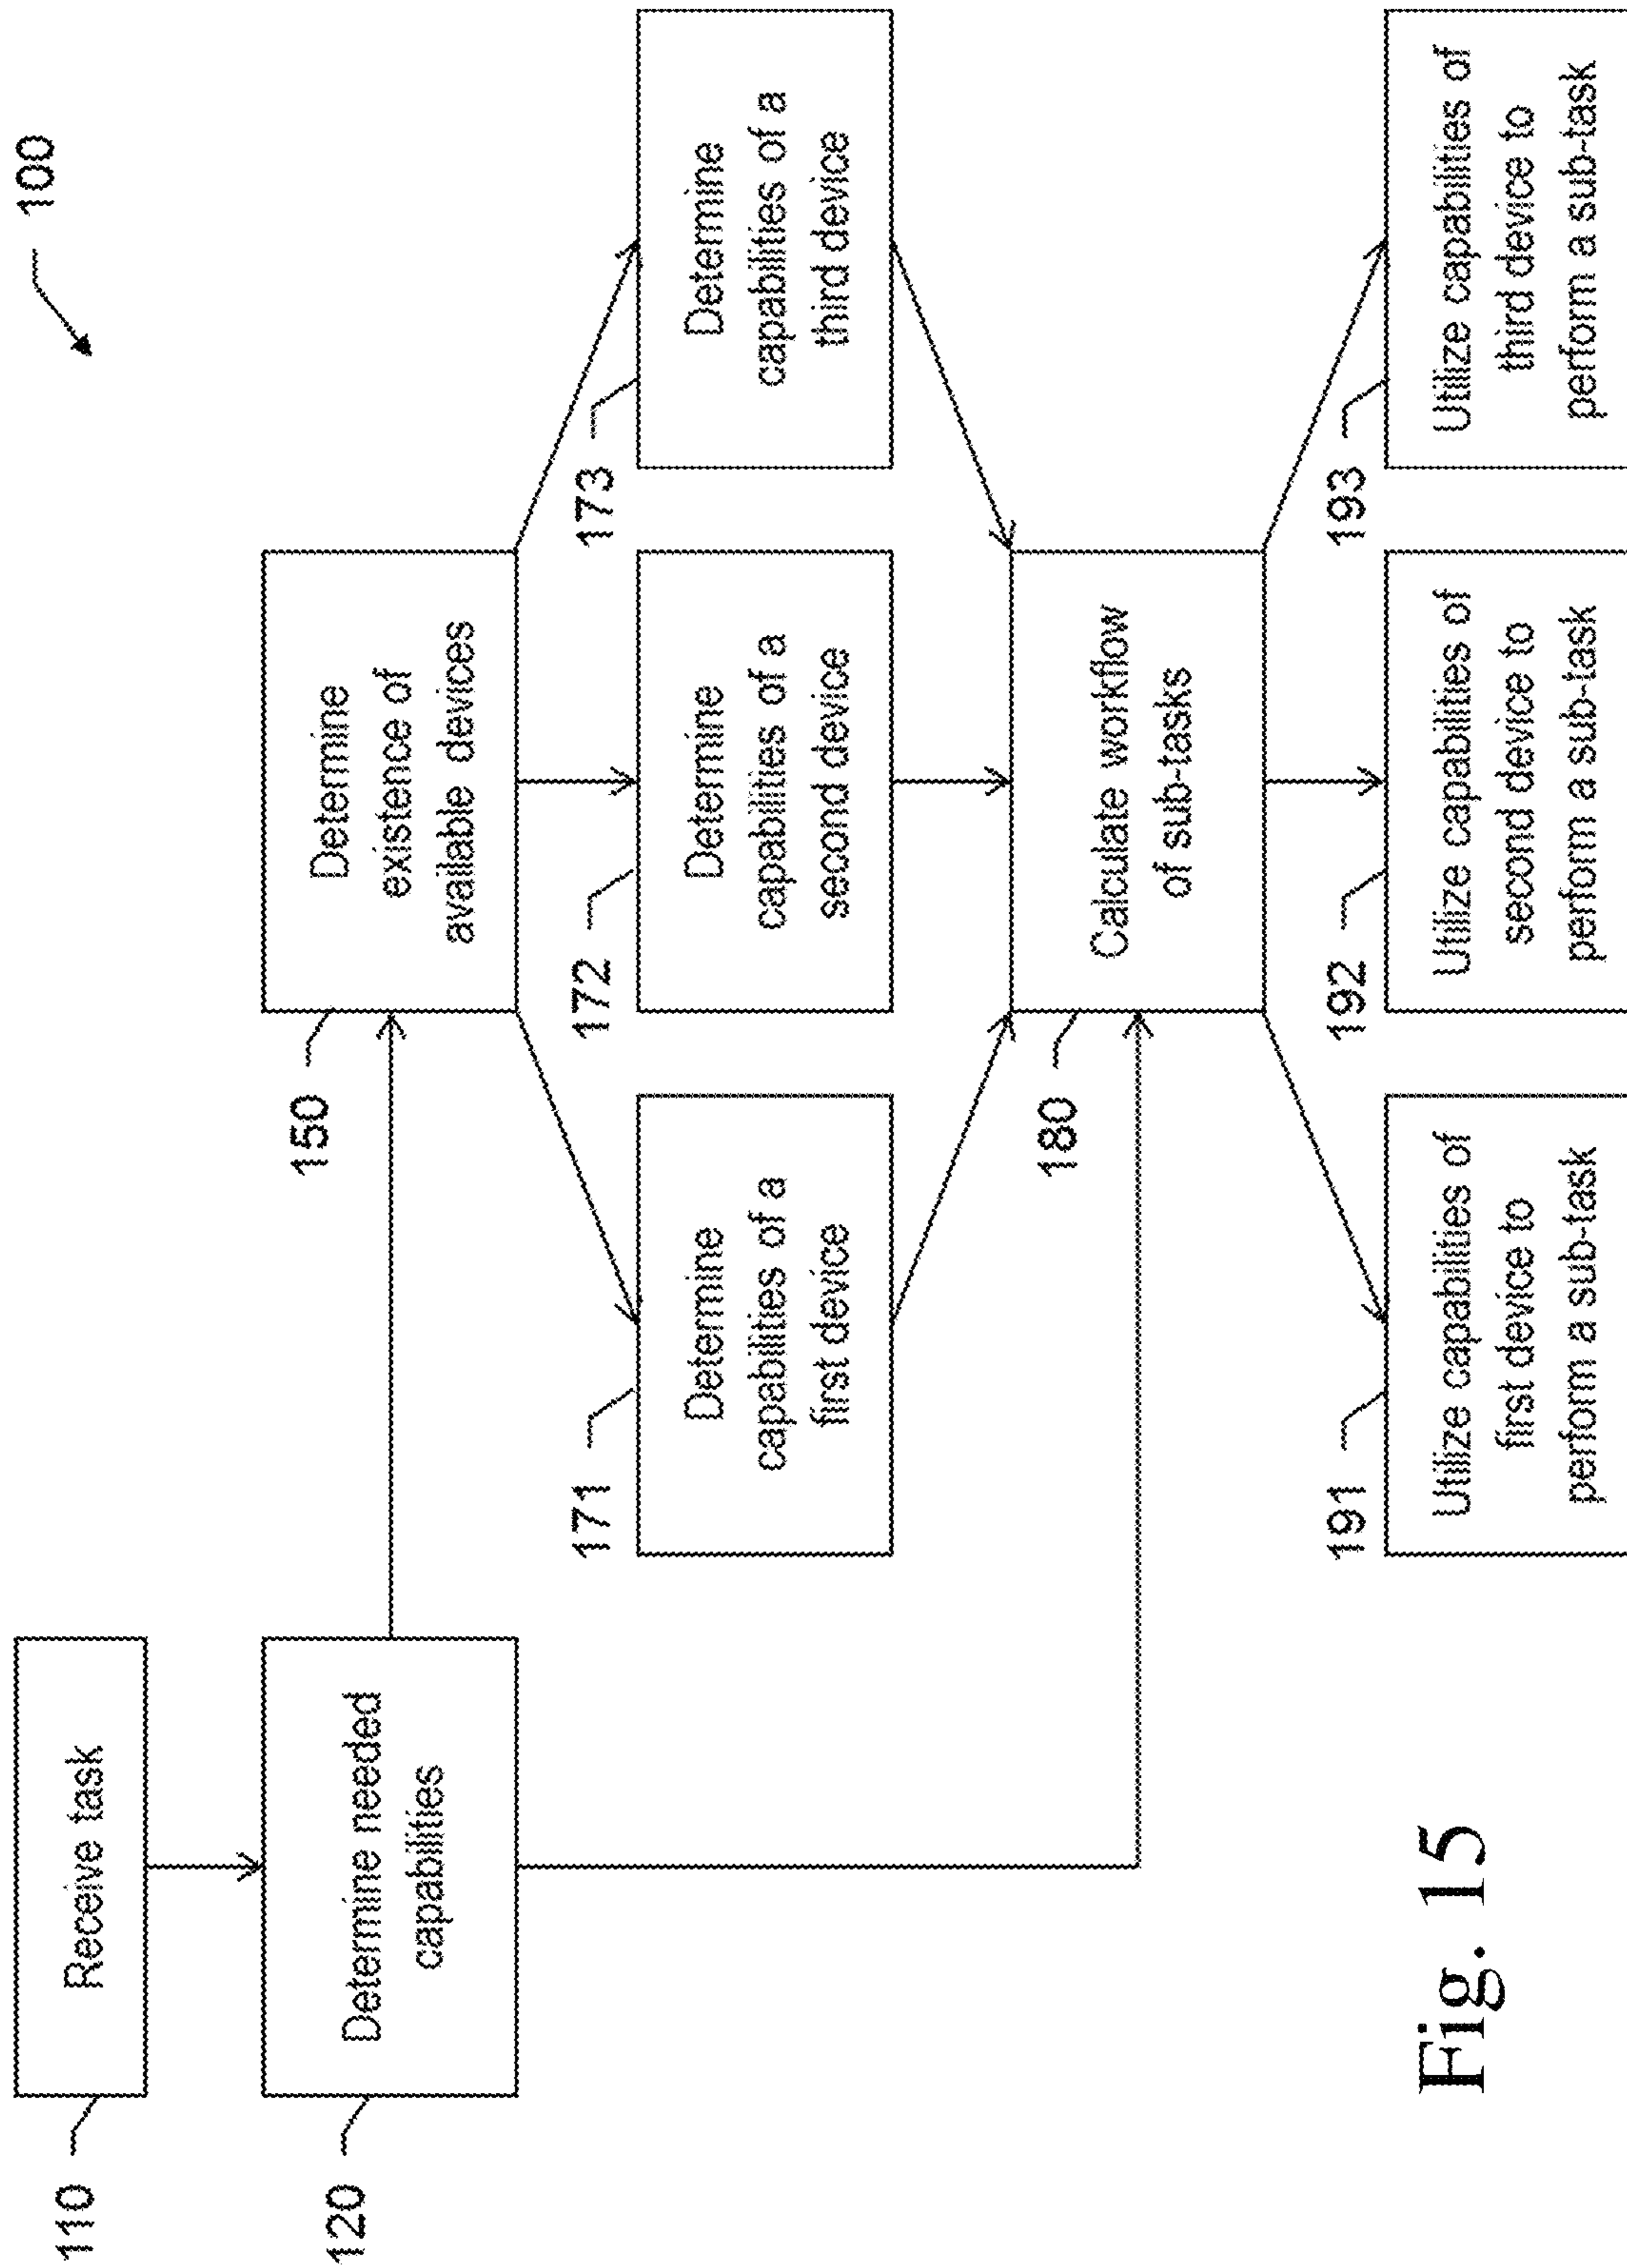 100
110
Receive task
120
Determine needed
capabilities
150
Determine
existence of
available devices
171
Determine
capabilities of a
first device
172
Determine
capabilities of a
second device
173
Determine
capabilities of a
third device
180
Calculate workflow
of sub-tasks
191
Utilize capabilities of
first device to
perform a sub-task
192
Utilize capabilities of
second device to
perform a sub-task
193
Utilize capabilities of
third device to
perform a sub-task
Fig. 15